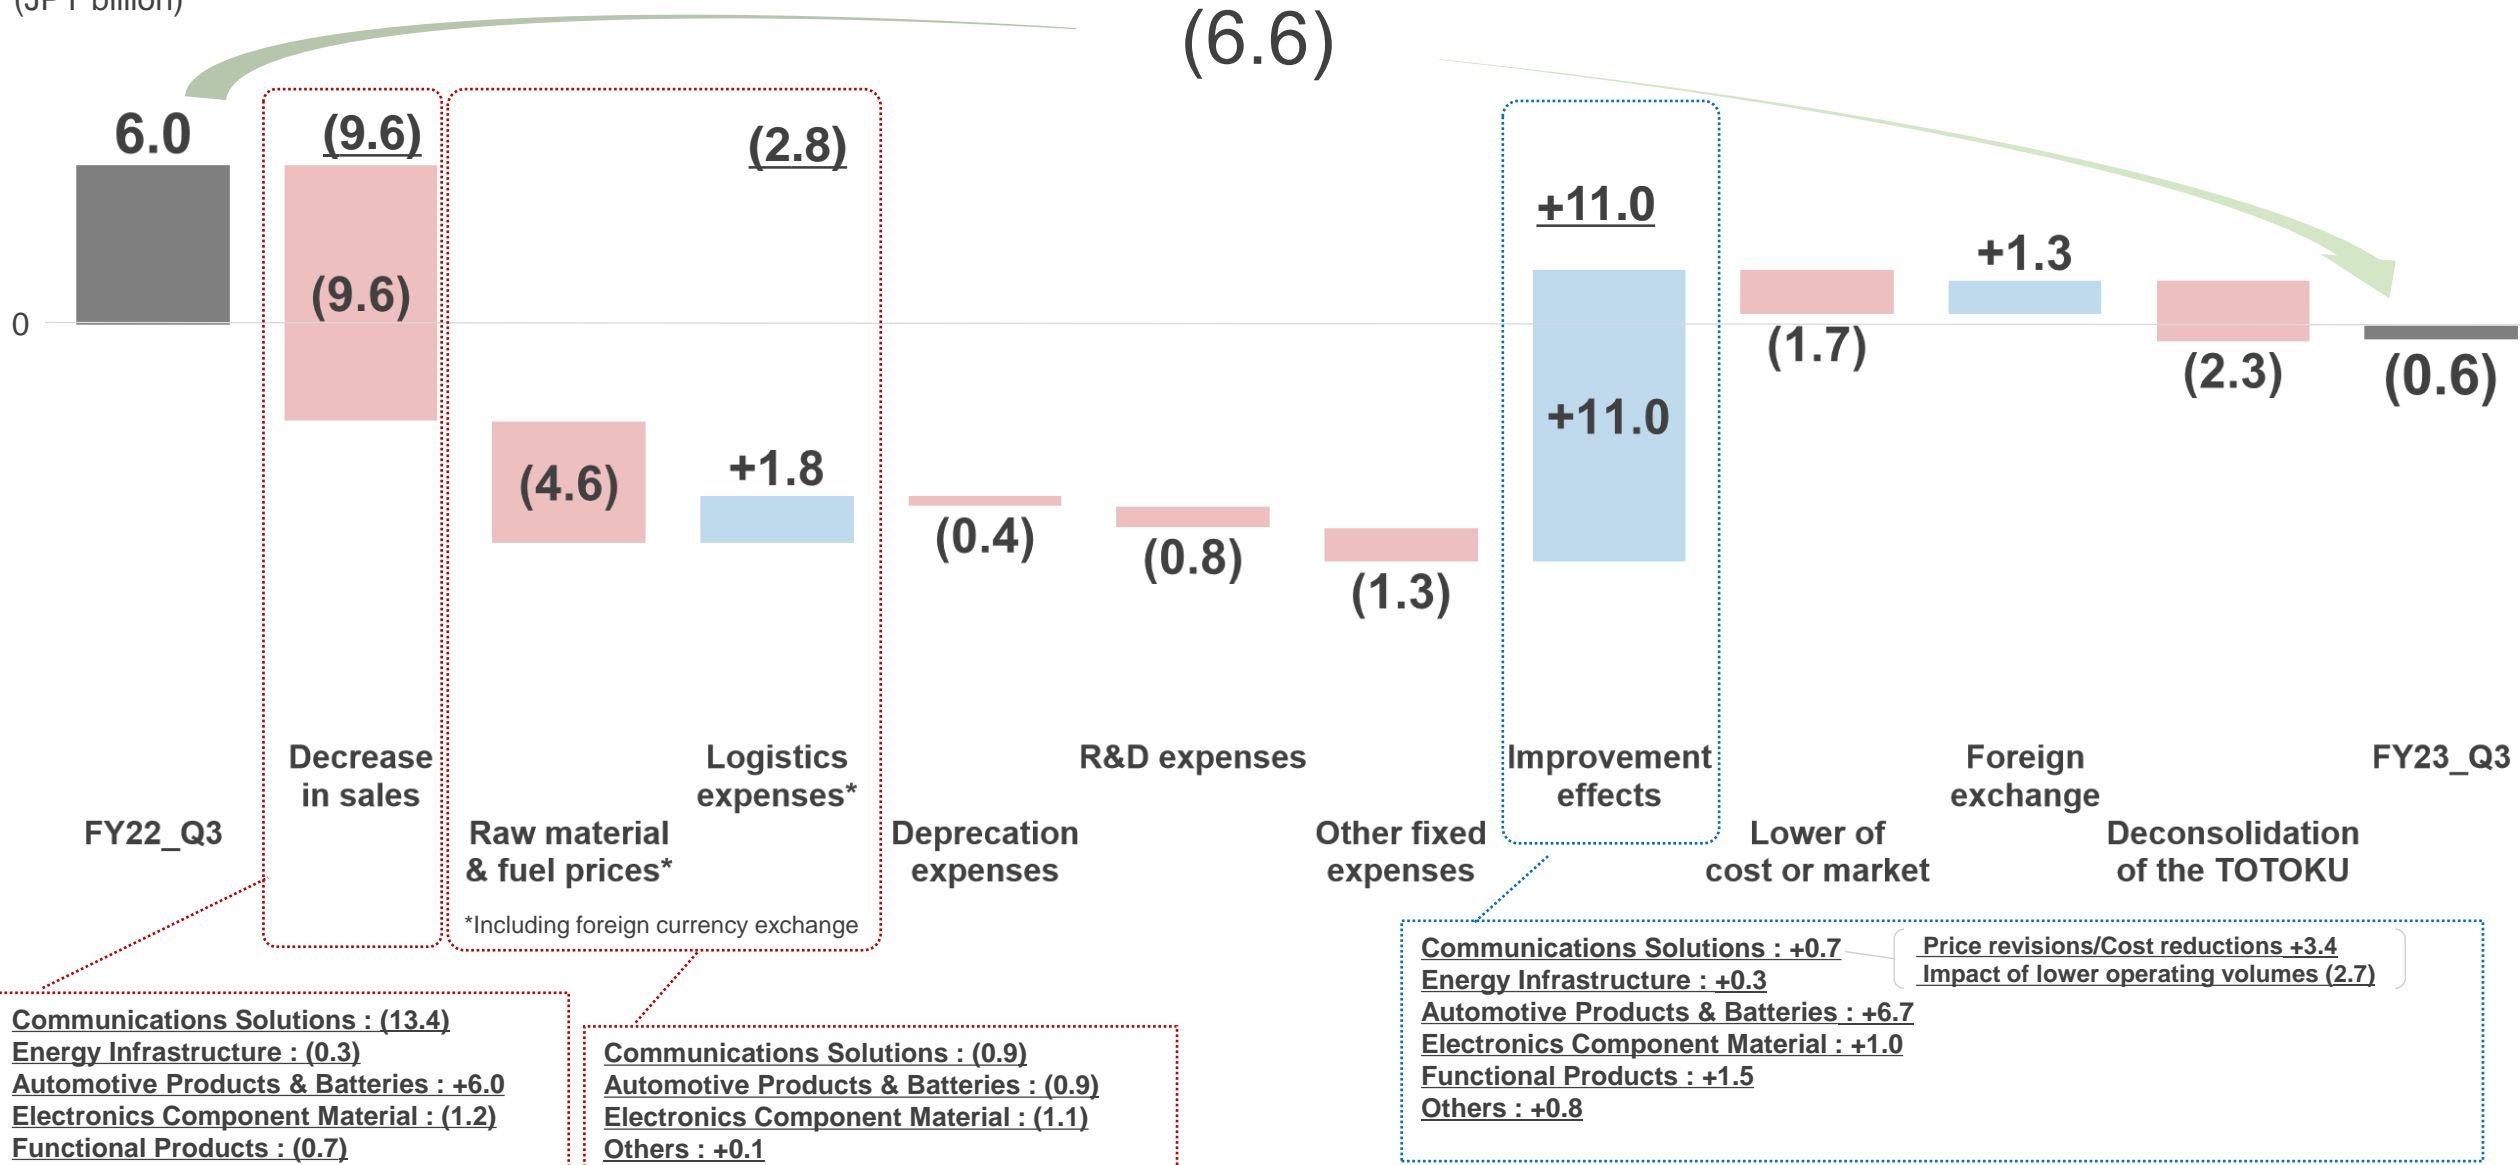 (JPY billion)
(6.6)
6.0
(9.6)
(2.8)
+11.0
+1.3
(9.6)
0
(1.7)
(2.3)
(0.6)
+11.0
(4.6)
+1.8
(0.4)
(0.8)
(1.3)
FY22_Q3
Decrease
in sales
Raw material
& fuel prices*
Logistics
expenses*
*Including foreign currency exchange
Deprecation
expenses
R&D expenses
Other fixed
expenses
Improvement
effects
Lower of
cost or market
Foreign
exchange
Deconsolidation
of the TOTOKU
FY23_Q3
Communications Solutions : (13.4)
Energy Infrastructure : (0.3)
Automotive Products & Batteries : +6.0
Electronics Component Material : (1.2)
Functional Products : (0.7)
Communications Solutions : (0.9)
Automotive Products & Batteries : (0.9)
Electronics Component Material : (1.1)
Others : +0.1
Communications Solutions : +0.7
Energy Infrastructure : +0.3
Automotive Products & Batteries : +6.7
Electronics Component Material : +1.0
Functional Products : +1.5
Others : +0.8
Price revisions/Cost reductions +3.4
Impact of lower operating volumes (2.7)